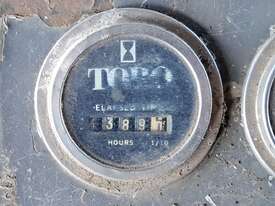 TORO
ELAPSED TIME
3897
HOURS 1/10